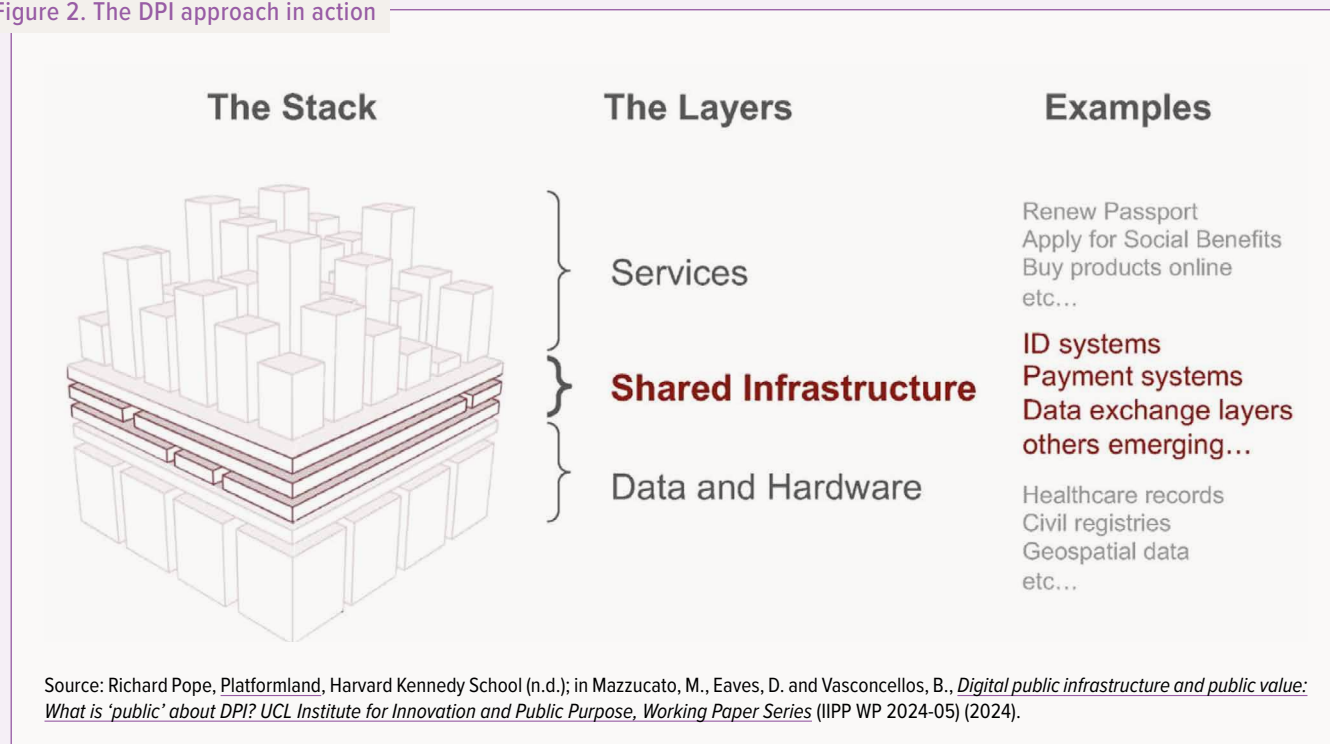 Figure 2. The DPI approach in action
The Stack
The Layers
Examples
Services
Renew Passport
Apply for Social Benefits
Buy products online
etc…
Shared Infrastructure
ID systems
Payment systems
Data exchange layers
others emerging…
Data and Hardware
Healthcare records
Civil registries
Geospatial data
etc…
Source: Richard Pope, Platformland, Harvard Kennedy School (n.d.); in Mazzucato, M., Eaves, D. and Vasconcellos, B., Digital public infrastructure and public value:
What is ‘public’ about DPI? UCL Institute for Innovation and Public Purpose, Working Paper Series (IIPP WP 2024-05) (2024).